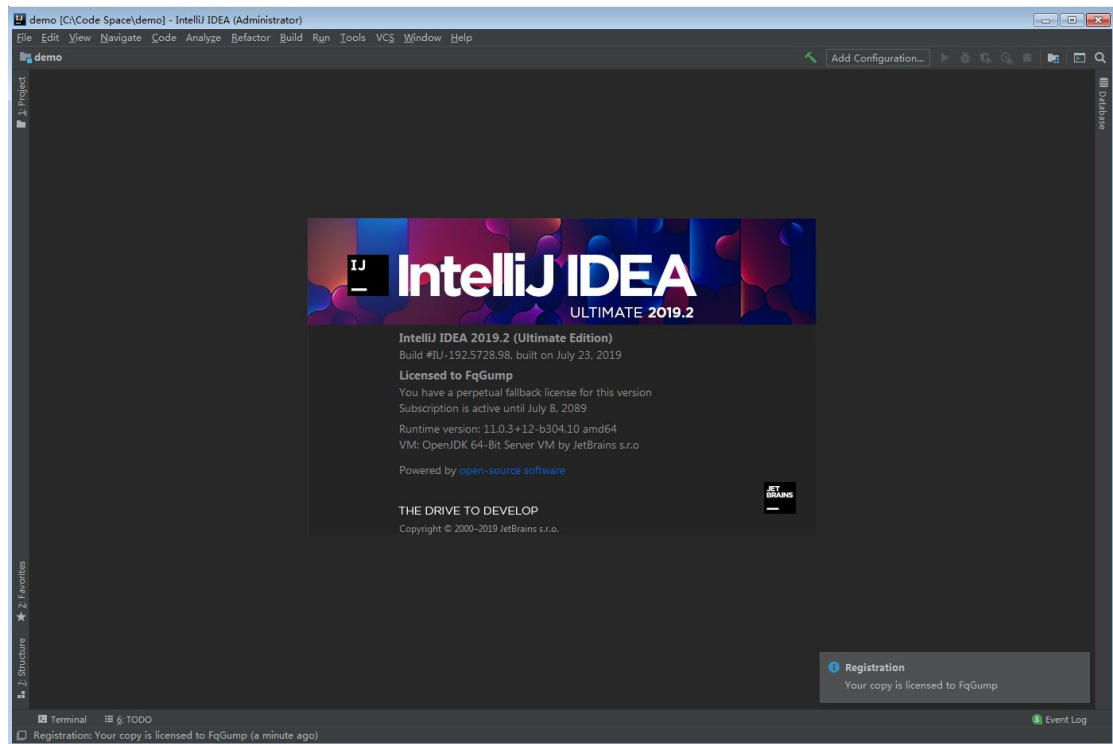 demo [C:\Code Space\demo] - IntelliJ IDEA (Administrator)
File Edit View Navigate Code Analyze Refactor Build Run Tools VCS Window Help
demo
Add Configuration...
1: Project
Database
IJ
IntelliJ IDEA
ULTIMATE 2019.2
IntelliJ IDEA 2019.2 (Ultimate Edition)
Build #IU-192.5728.98, built on July 23, 2019
Licensed to FqGump
You have a perpetual fallback license for this version
Subscription is active until July 8, 2089
Runtime version: 11.0.3+12-b304.10 amd64
VM: OpenJDK 64-Bit Server VM by JetBrains s.r.o
Powered by open-source software
JET
BRAINS
THE DRIVE TO DEVELOP
Copyright © 2000–2019 JetBrains s.r.o.
2: Favorites
7: Structure
Registration
Your copy is licensed to FqGump
Terminal
6: TODO
3 Event Log
Registration: Your copy is licensed to FqGump (a minute ago)